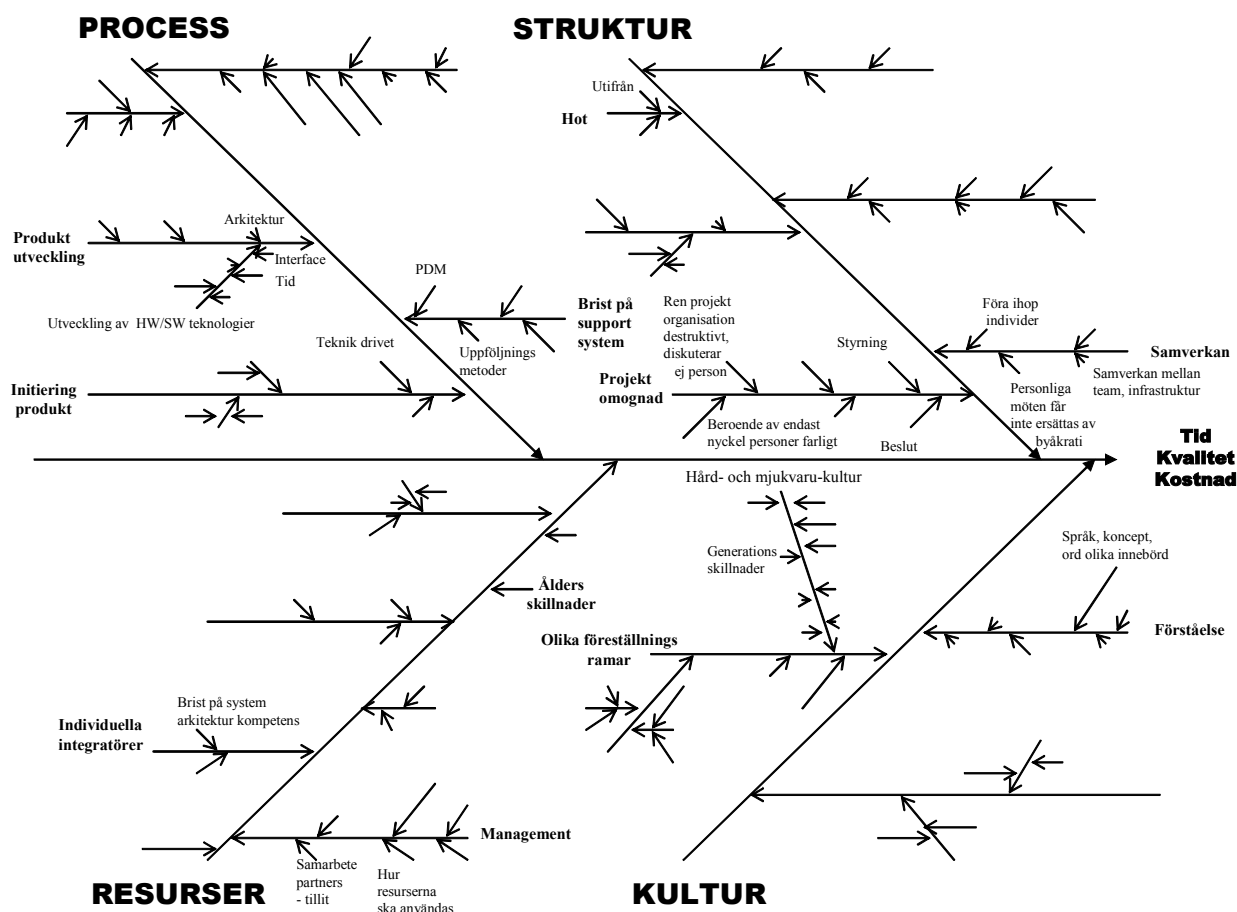 PROCESS
STRUKTUR
Utifrån
Hot
Arkitektur
Produkt
utveckling
Interface
Tid
Utveckling av HW/SW teknologier
PDM
Brist på
support
system
Uppföljnings
metoder
Teknik drivet
Initiering
produkt
Ren projekt
organisation
destruktivt,
diskuterar
ej person
Styrning
Projekt
omognad
Beroende av endast
nyckel personer farligt
Beslut
Föra ihop
individer
Samverkan
Samverkan mellan
team, infrastruktur
Personliga
möten får
inte ersättas av
byåkrati
Tid
Kvalitet
Kostnad
Hård- och mjukvaru-kultur
Generations
skillnader
Språk, koncept,
ord olika innebörd
Ålders
skillnader
Olika föreställnings
ramar
Förståelse
Brist på system
arkitektur kompetens
Individuella
integratörer
Management
Samarbete
partners
- tillit
Hur
resurserna
ska användas
RESURSER
KULTUR